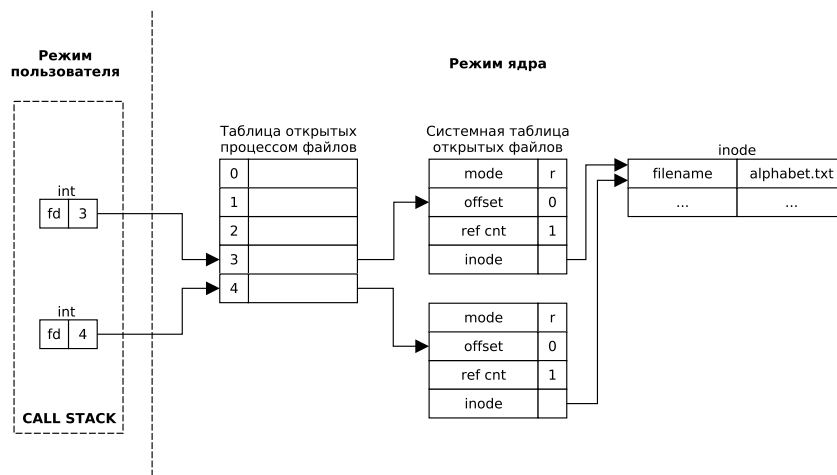 Режим
пользователя
Режим ядра
int
fd 3
int
fd 4
CALL STACK
Таблица открытых
процессом файлов
0
1
2
3
4
Системная таблица
открытых файлов
mode r
offset 0
ref cnt 1
inode
mode r
offset 0
ref cnt 1
inode
inode
filename alphabet.txt
... ...